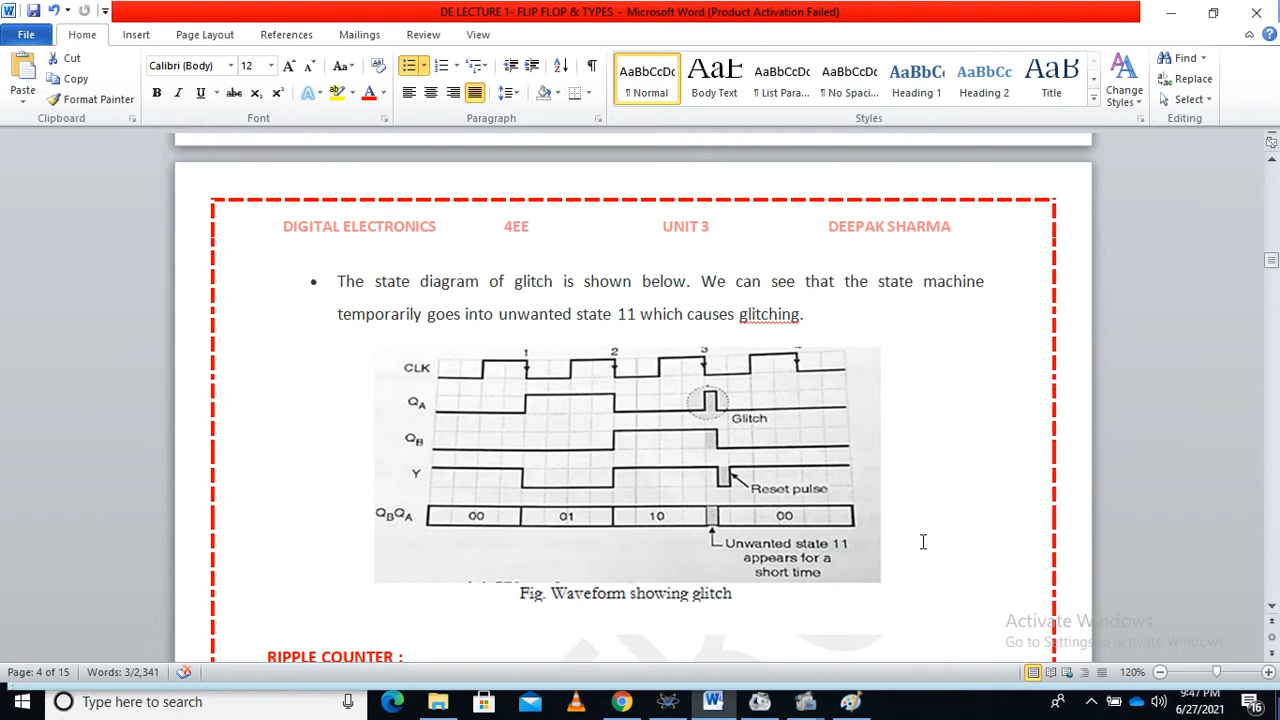 DE LECTURE 1- FLIP FLOP & TYPES - Microsoft Word (Product Activation Failed)
File Home Insert Page Layout References Mailings Review View
Paste
Cut
Copy
Format Painter
Clipboard
Calibri (Body) 12
Font
Paragraph
AaBbCcDc AaB AaBbCcDc AaBbCcDc AaBbCc AaBbCc AaB
¶ Normal Body Text ¶ List Para... ¶ No Spaci... Heading 1 Heading 2 Title
Change Styles
Styles
Find
Replace
Select
Editing
DIGITAL ELECTRONICS 4EE UNIT 3 DEEPAK SHARMA
• The state diagram of glitch is shown below. We can see that the state machine
temporarily goes into unwanted state 11 which causes glitching.
1 2 3
CLK
QA
Glitch
QB
Y
Reset pulse
QBQA 00 01 10 00
Unwanted state 11
appears for a
short time
Fig. Waveform showing glitch
RIPPLE COUNTER :
Activate Windows
Go to Settings to activate Windows.
Page: 4 of 15 Words: 3/2,341 120%
Type here to search
9:47 PM
6/27/2021
16